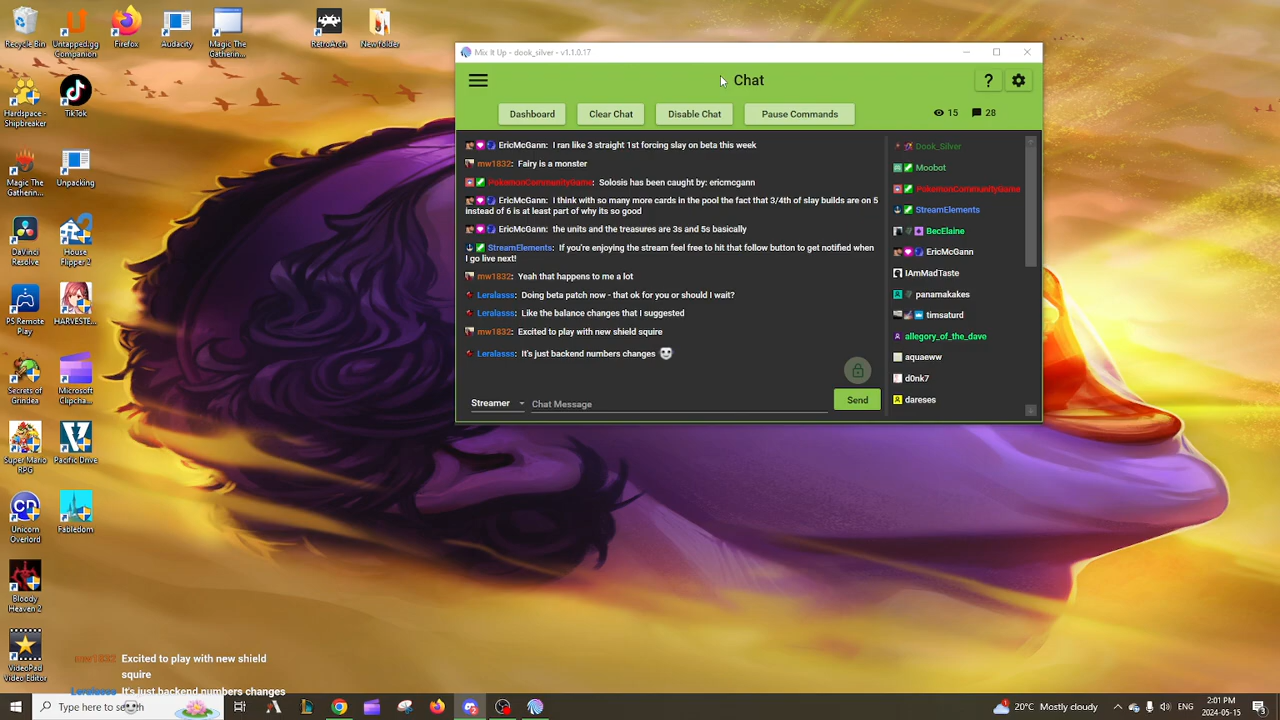 Recycle Bin
Untapped.gg
Companion
Firefox
Audacity
Magic The
Gatherin...
RetroArch
New folder
Hardspace -
Shipbreaker
TikTok
Magic The
Gatherin...
Unpacking
DaVinci
Resolve
House
Flipper 2
PS Remote
Play
HARVESTE...
Secrets of
Grindea
Microsoft
Clipcha...
Super Mario
RPG
Pacific Drive
Unicorn
Overlord
Fabledom
Bloody
Heaven 2
VideoPad
Video Editor
Mix It Up - dook_silver - v1.1.0.17
Chat
?
Dashboard
Clear Chat
Disable Chat
Pause Commands
15
28
EricMcGann: I ran like 3 straight 1st forcing slay on beta this week
mw1832: Fairy is a monster
PokemonCommunityGame: Solosis has been caught by: ericmcgann
EricMcGann: I think with so many more cards in the pool the fact that 3/4th of slay builds are on 5
instead of 6 is at least part of why its so good
EricMcGann: the units and the treasures are 3s and 5s basically
StreamElements: If you're enjoying the stream feel free to hit that follow button to get notified when
I go live next!
mw1832: Yeah that happens to me a lot
Leralasss: Doing beta patch now - that ok for you or should I wait?
Leralasss: Like the balance changes that I suggested
mw1832: Excited to play with new shield squire
Leralasss: It's just backend numbers changes
Streamer
Chat Message
Send
Dook_Silver
Moobot
PokemonCommunityGame
StreamElements
BecElaine
EricMcGann
IAmMadTaste
panamakakes
timsaturd
allegory_of_the_dave
aquaeww
d0nk7
dareses
mw1832 Excited to play with new shield
squire
Leralasss It's just backend numbers changes
Type here to search
20°C Mostly cloudy
ENG
2:01 PM
2024-05-15
3